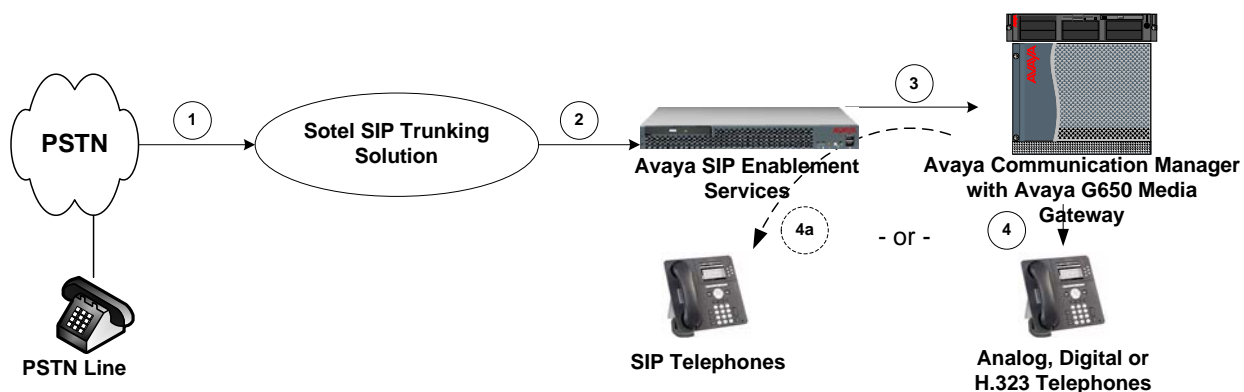 PSTN
1
Sotel SIP Trunking
Solution
2
Avaya SIP Enablement
Services
3
AVAYA
Avaya Communication Manager
with Avaya G650 Media
Gateway
4a
- or -
4
PSTN Line
SIP Telephones
Analog, Digital or
H.323 Telephones